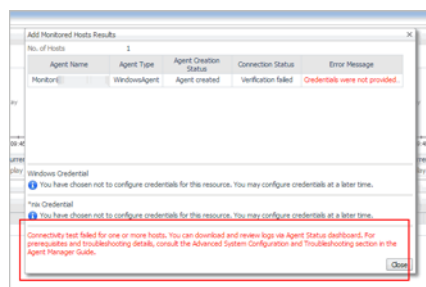 Add Monitored Hosts Results
No. of Hosts 1
Agent Name Agent Type Agent Creation Status Connection Status Error Message
Monitori WindowsAgent Agent created Verification failed Credentials were not provided.
Windows Credential
You have chosen not to configure credentials for this resource. You may configure credentials at a later time.
*nix Credential
You have chosen not to configure credentials for this resource. You may configure credentials at a later time.
Connectivity test failed for one or more hosts. You can download and review logs via Agent Status dashboard. For
prerequisites and troubleshooting details, consult the Advanced System Configuration and Troubleshooting section in the
Agent Manager Guide.
Close